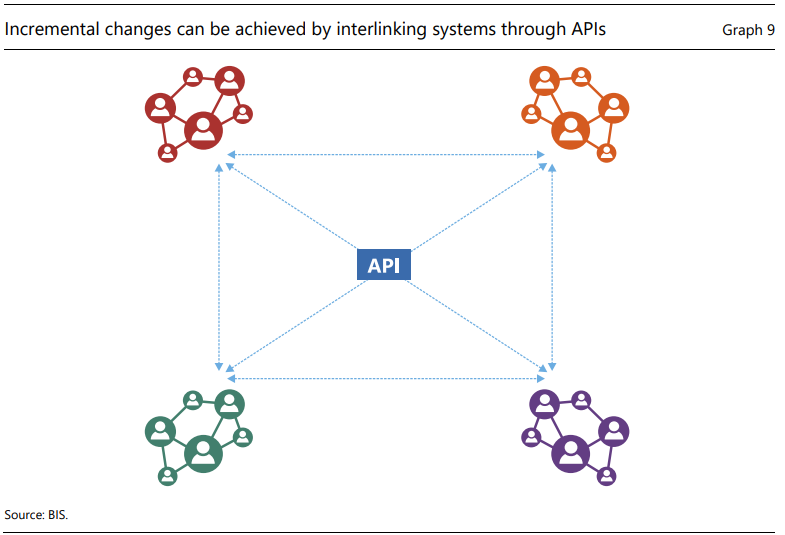 Incremental changes can be achieved by interlinking systems through APIs Graph 9
API
Source: BIS.